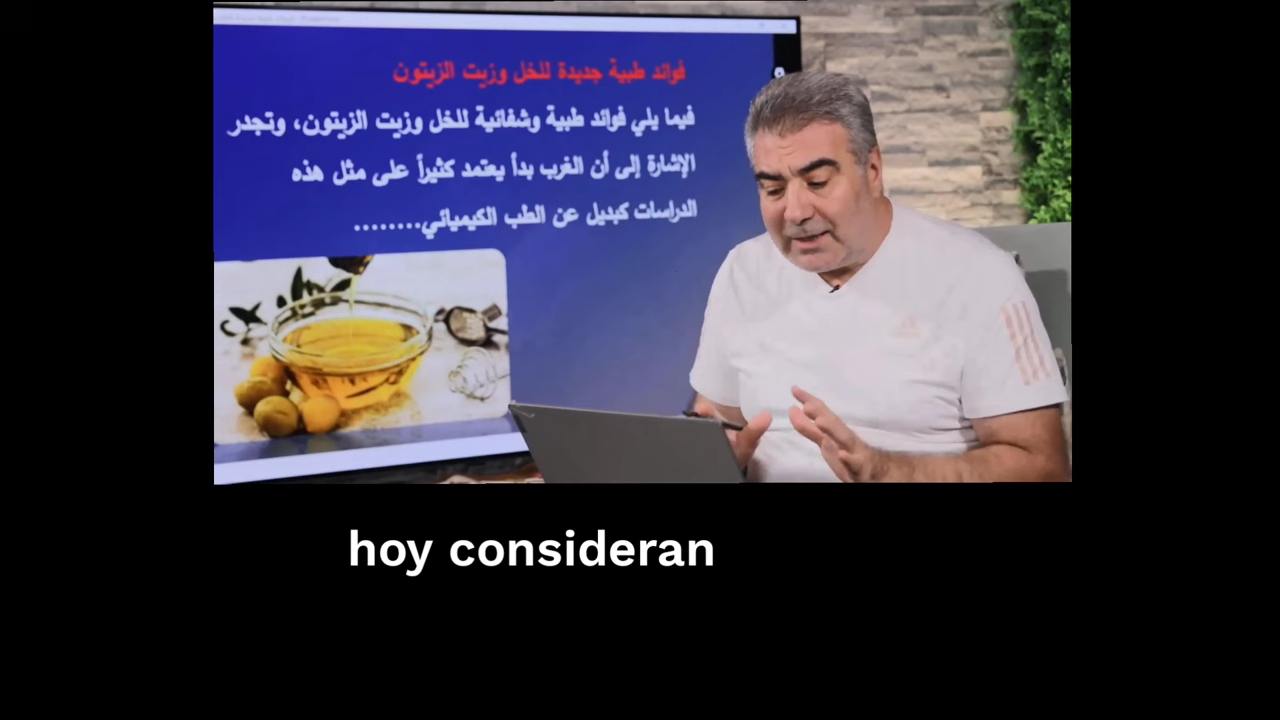 فوائد طبية جديدة للخل وزيت الزيتون
فيما يلي فوائد طبية وشفائية للخل وزيت الزيتون، وتجدر
الإشارة إلى أن الغرب بدأ يعتمد كثيراً على مثل هذه
الدراسات كبديل عن الطب الكيميائي........
hoy consideran